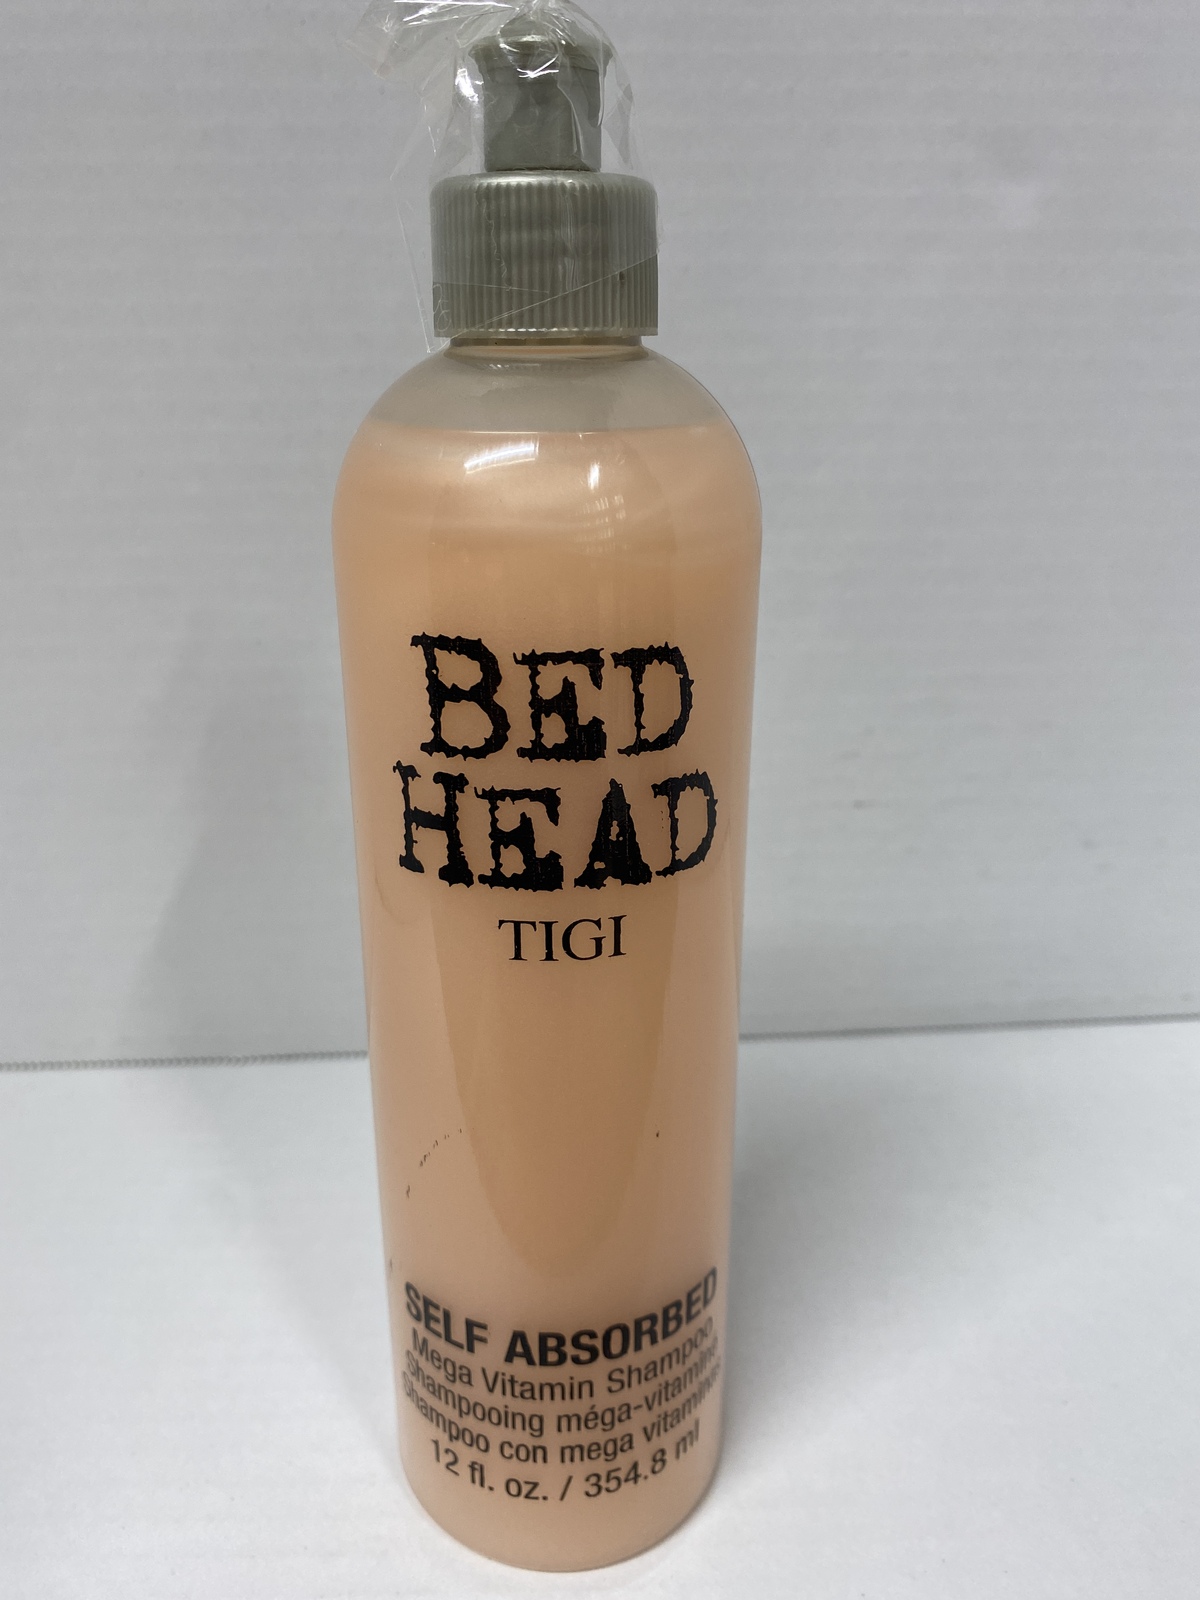 BED
HEAD
TIGI
SELF ABSORBED
Mega Vitamin Shampoo
Shampooing méga-vitaminé
Shampoo con mega vitaminas
12 fl. oz. / 354.8 ml